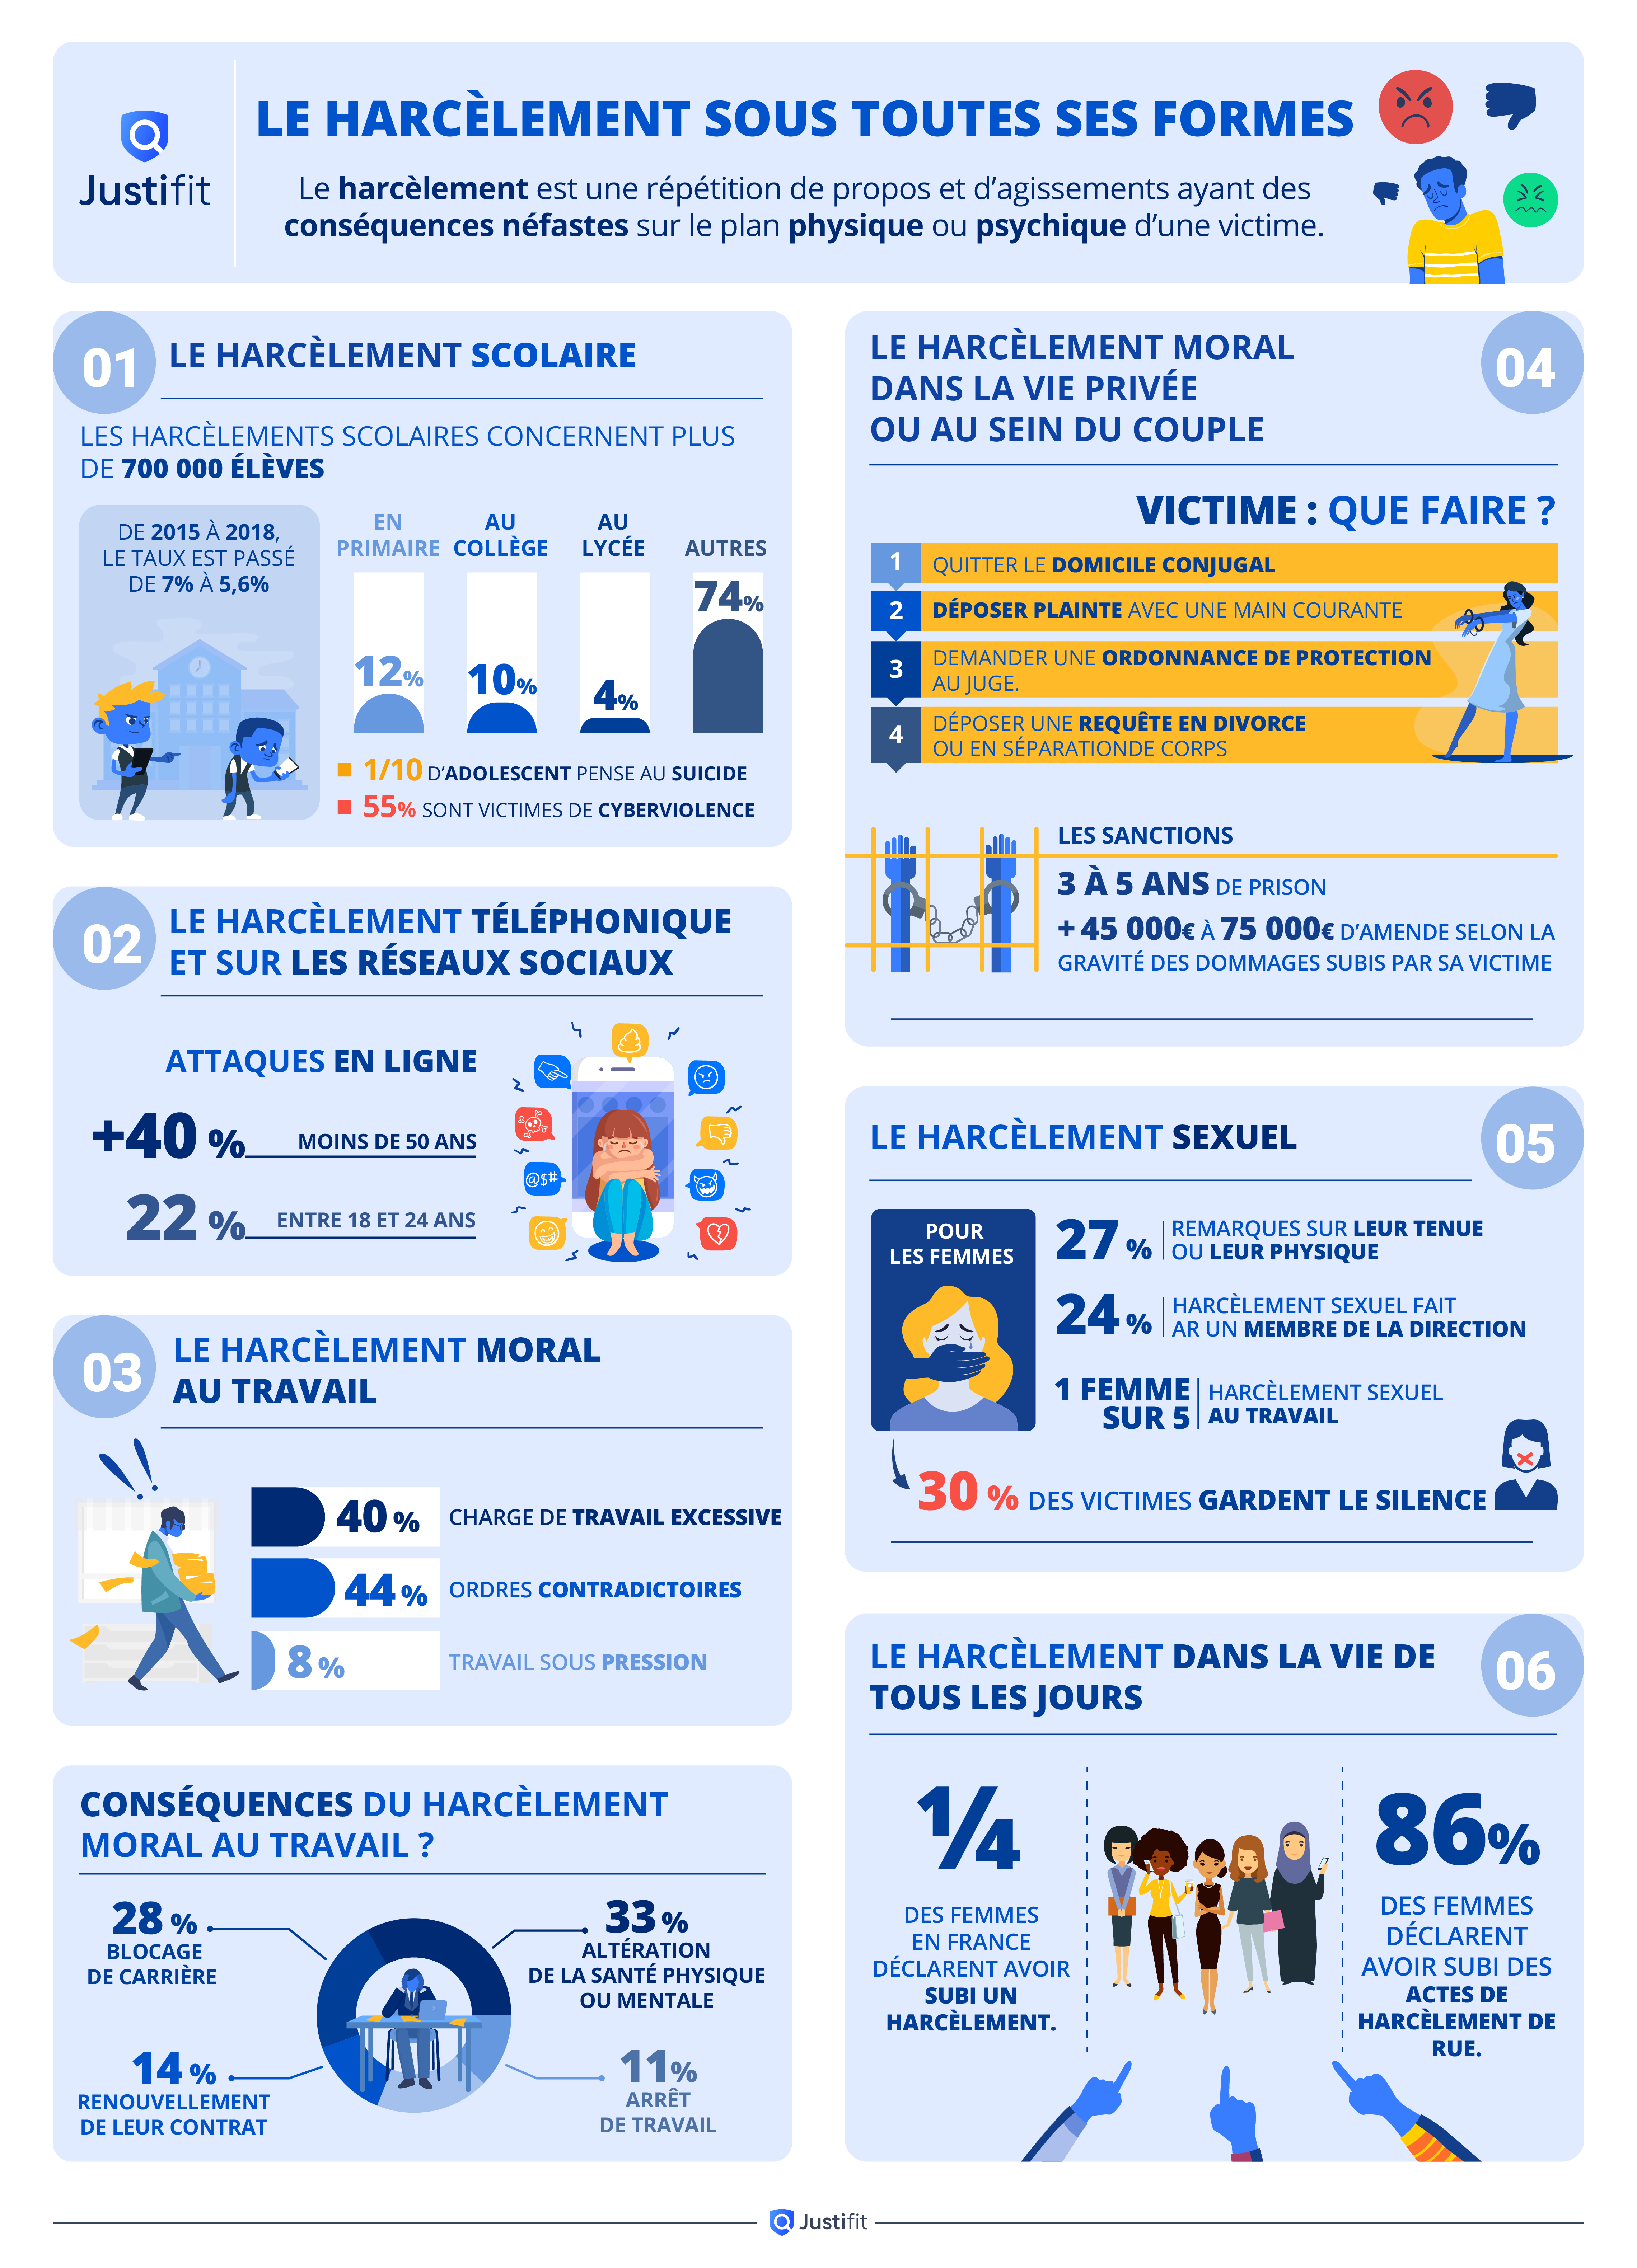 Justifit
LE HARCÈLEMENT SOUS TOUTES SES FORMES
Le harcèlement est une répétition de propos et d'agissements ayant des
conséquences néfastes sur le plan physique ou psychique d'une victime.
01
LE HARCÈLEMENT SCOLAIRE
LES HARCÈLEMENTS SCOLAIRES CONCERNENT PLUS
DE 700 000 ÉLÈVES
DE 2015 À 2018,
LE TAUX EST PASSÉ
DE 7% À 5,6%
EN
PRIMAIRE
12%
AU
COLLÈGE
10%
AU
LYCÉE
4%
AUTRES
74%
1/10 D'ADOLESCENT PENSE AU SUICIDE
55% SONT VICTIMES DE CYBERVIOLENCE
02
LE HARCÈLEMENT TÉLÉPHONIQUE
ET SUR LES RÉSEAUX SOCIAUX
ATTAQUES EN LIGNE
+40 % MOINS DE 50 ANS
22 % ENTRE 18 ET 24 ANS
@$#
03
LE HARCÈLEMENT MORAL
AU TRAVAIL
40 % CHARGE DE TRAVAIL EXCESSIVE
44 % ORDRES CONTRADICTOIRES
8 % TRAVAIL SOUS PRESSION
CONSÉQUENCES DU HARCÈLEMENT
MORAL AU TRAVAIL ?
28 %
BLOCAGE
DE CARRIÈRE
33 %
ALTÉRATION
DE LA SANTÉ PHYSIQUE
OU MENTALE
14 %
RENOUVELLEMENT
DE LEUR CONTRAT
11%
ARRÊT
DE TRAVAIL
LE HARCÈLEMENT MORAL
DANS LA VIE PRIVÉE
OU AU SEIN DU COUPLE
04
VICTIME : QUE FAIRE ?
1 QUITTER LE DOMICILE CONJUGAL
2 DÉPOSER PLAINTE AVEC UNE MAIN COURANTE
3 DEMANDER UNE ORDONNANCE DE PROTECTION
AU JUGE.
4 DÉPOSER UNE REQUÊTE EN DIVORCE
OU EN SÉPARATIONDE CORPS
LES SANCTIONS
3 À 5 ANS DE PRISON
+ 45 000€ À 75 000€ D'AMENDE SELON LA
GRAVITÉ DES DOMMAGES SUBIS PAR SA VICTIME
LE HARCÈLEMENT SEXUEL
05
POUR
LES FEMMES
27 % REMARQUES SUR LEUR TENUE
OU LEUR PHYSIQUE
24 % HARCÈLEMENT SEXUEL FAIT
AR UN MEMBRE DE LA DIRECTION
1 FEMME
SUR 5
HARCÈLEMENT SEXUEL
AU TRAVAIL
30 % DES VICTIMES GARDENT LE SILENCE
LE HARCÈLEMENT DANS LA VIE DE
TOUS LES JOURS
06
1/4
DES FEMMES
EN FRANCE
DÉCLARENT AVOIR
SUBI UN
HARCÈLEMENT.
86%
DES FEMMES
DÉCLARENT
AVOIR SUBI DES
ACTES DE
HARCÈLEMENT DE
RUE.
Justifit